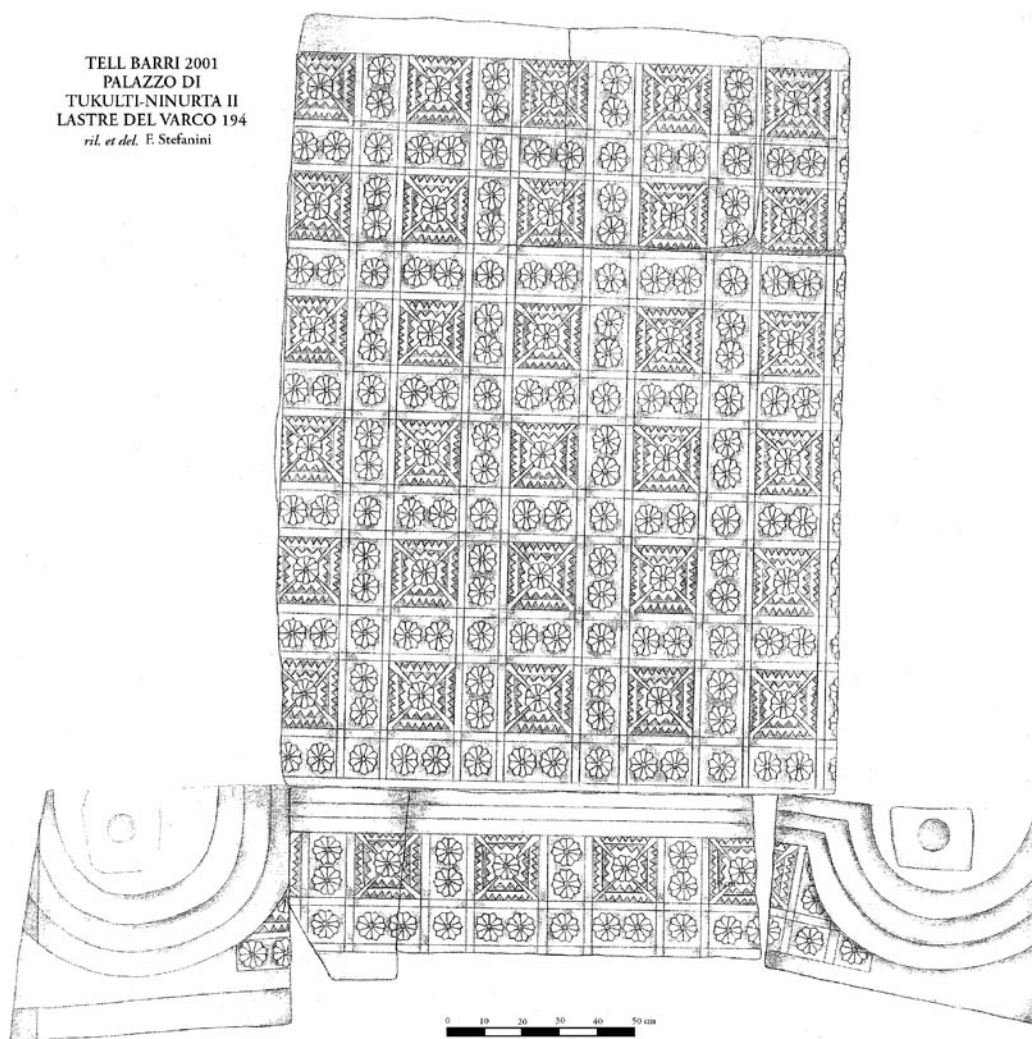 TELL BARRI 2001
PALAZZO DI
TUKULTI-NINURTA II
LASTRE DEL VARCO 194
ril. et del. F. Stefanini
0 10 20 30 40 50 cm